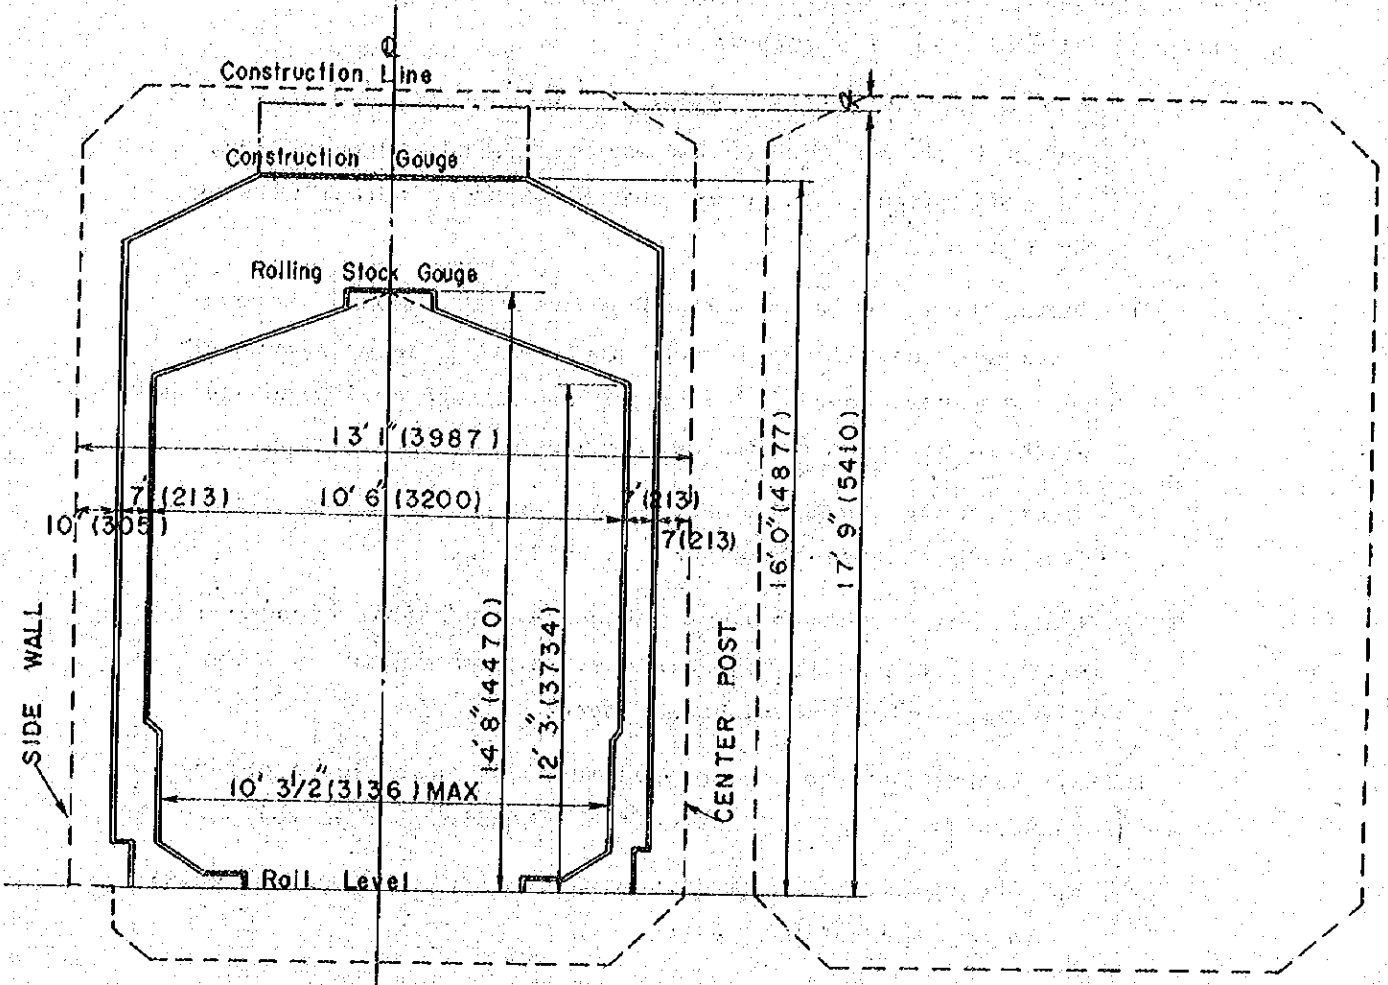 ℄
Construction Line
α
Construction Gouge
Rolling Stock Gouge
13' 1"(3987)
7"(213)
10' 6"(3200)
7'(213)
10"(305)
7(213)
16' 0"(4877)
17' 9"(5410)
14' 8"(4470)
12' 3"(3734)
SIDE WALL
CENTER POST
10' 3 1/2"(3136)MAX
Rail Level